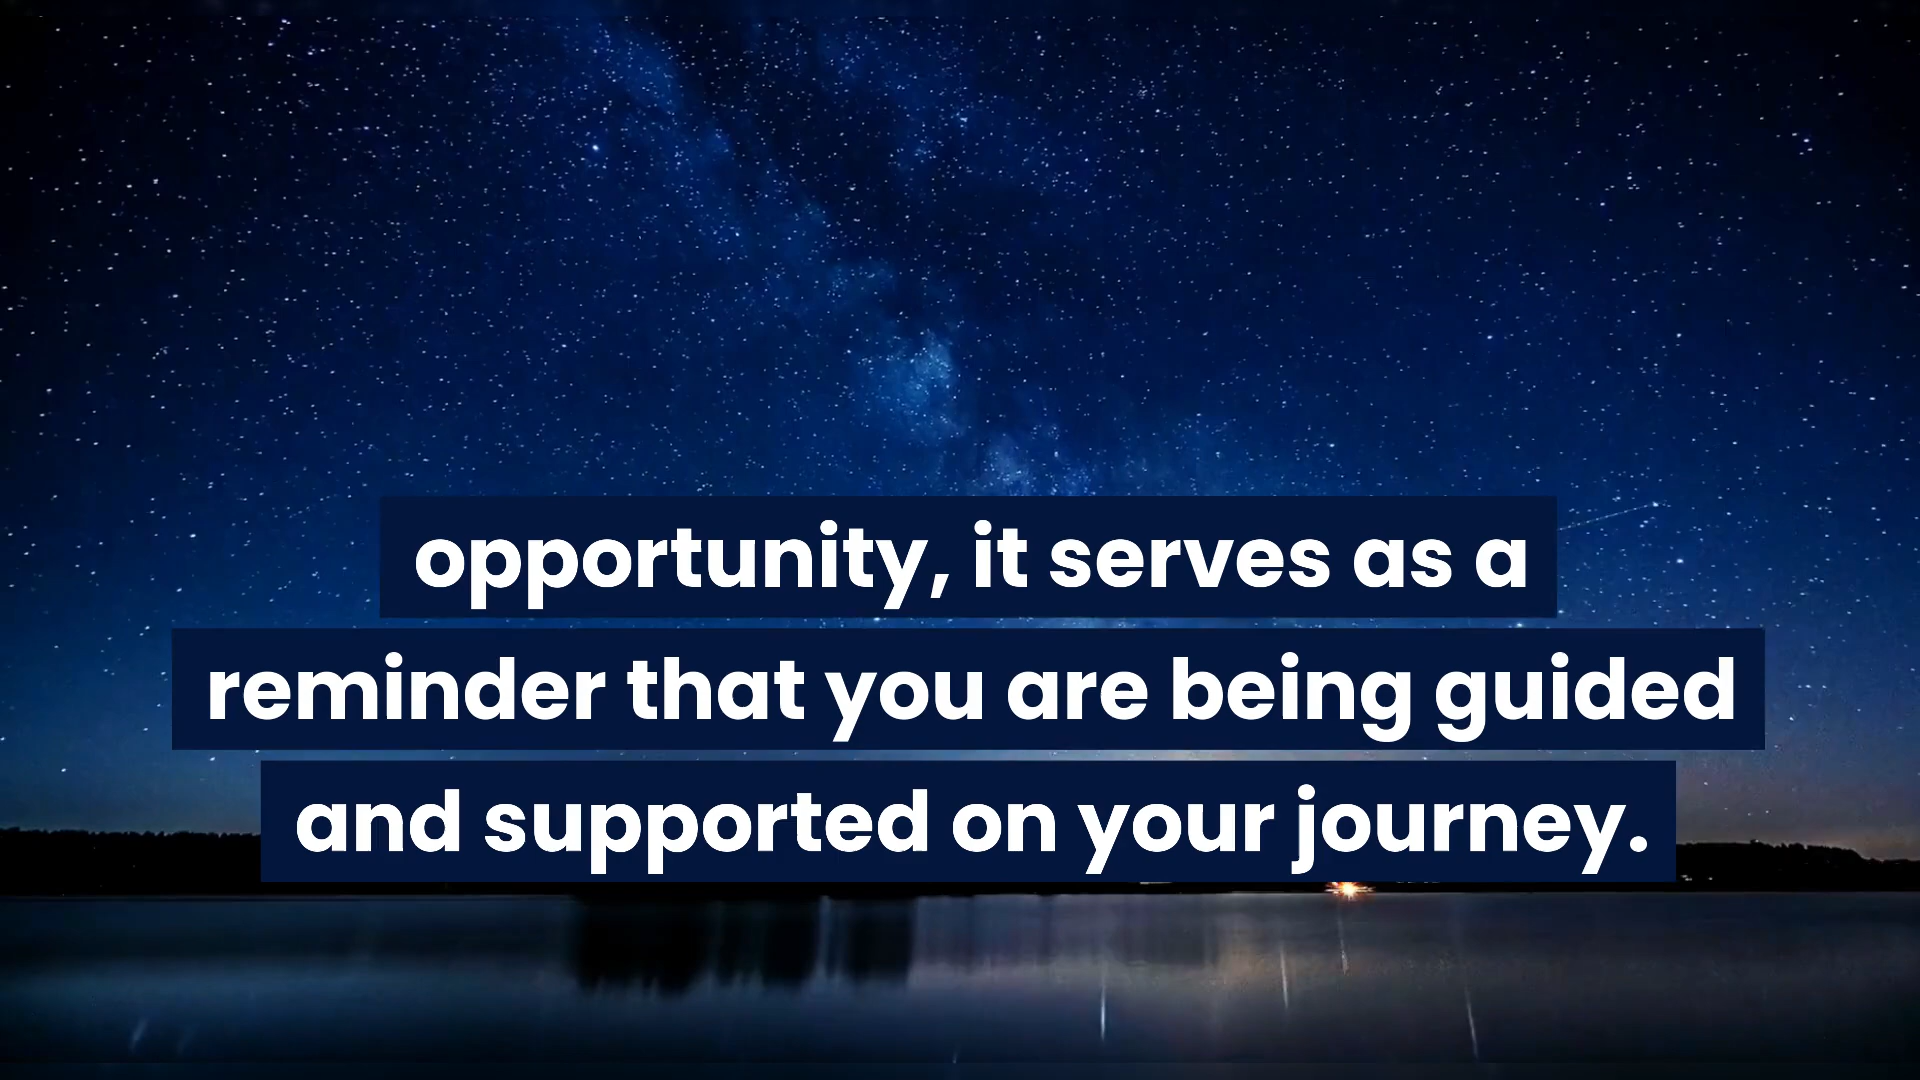 opportunity, it serves as a
reminder that you are being guided
and supported on your journey.